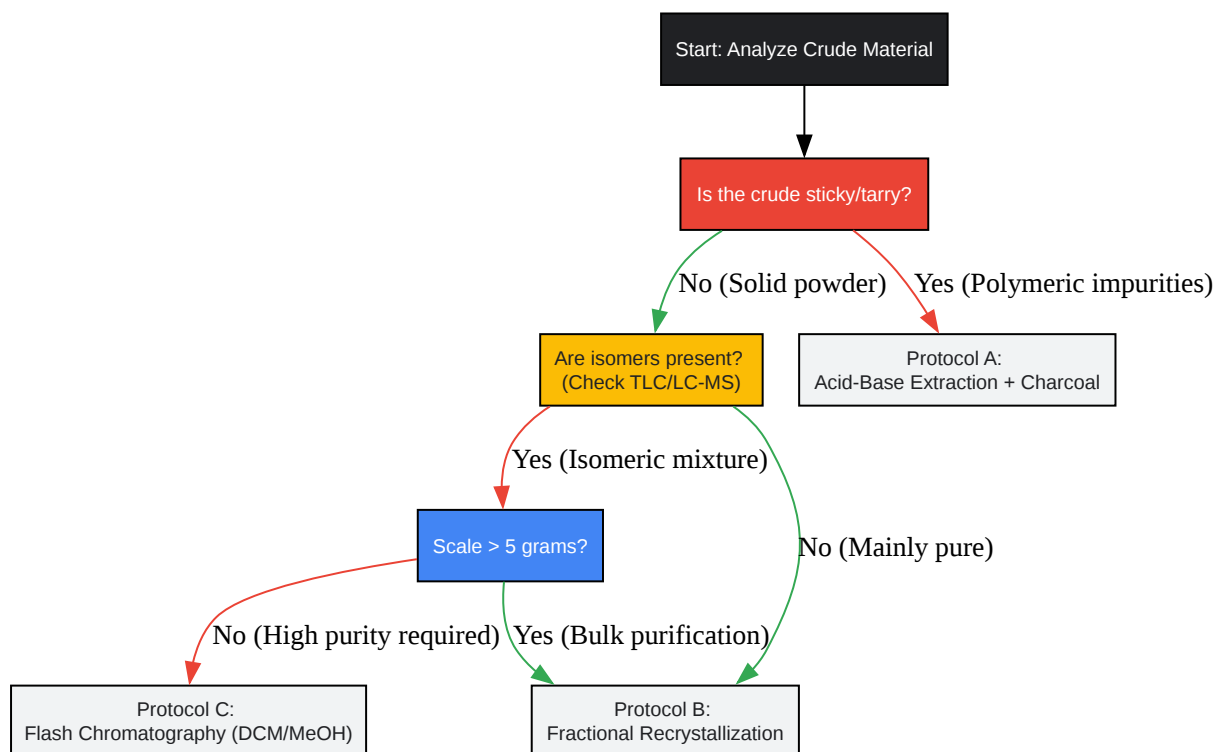 Start: Analyze Crude Material
Is the crude sticky/tarry?
No (Solid powder)
Yes (Polymeric impurities)
Are isomers present?
(Check TLC/LC-MS)
Protocol A:
Acid-Base Extraction + Charcoal
Yes (Isomeric mixture)
Scale > 5 grams?
No (Mainly pure)
No (High purity required)
Yes (Bulk purification)
Protocol C:
Flash Chromatography (DCM/MeOH)
Protocol B:
Fractional Recrystallization